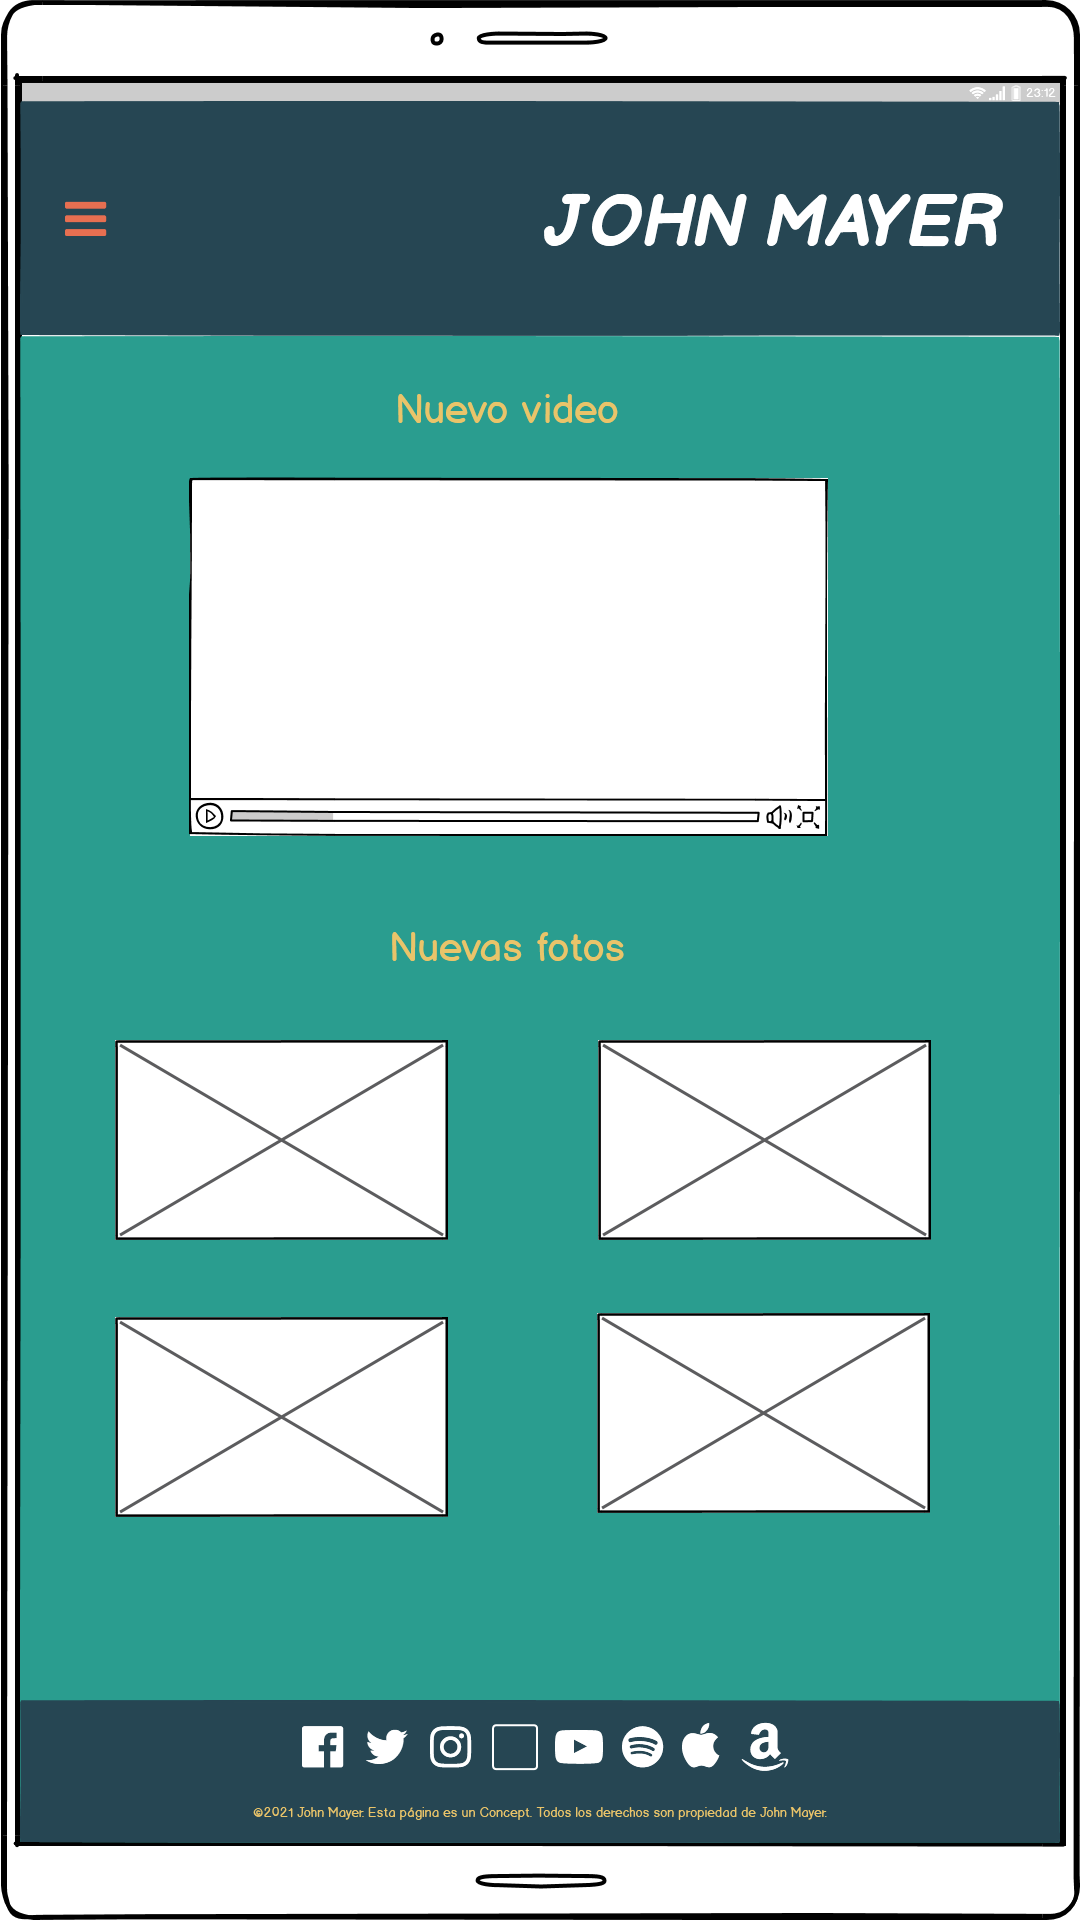 23:12
JOHN MAYER
Nuevo video
Nuevas fotos
©2021 John Mayer. Esta página es un Concept. Todos los derechos son propiedad de John Mayer.